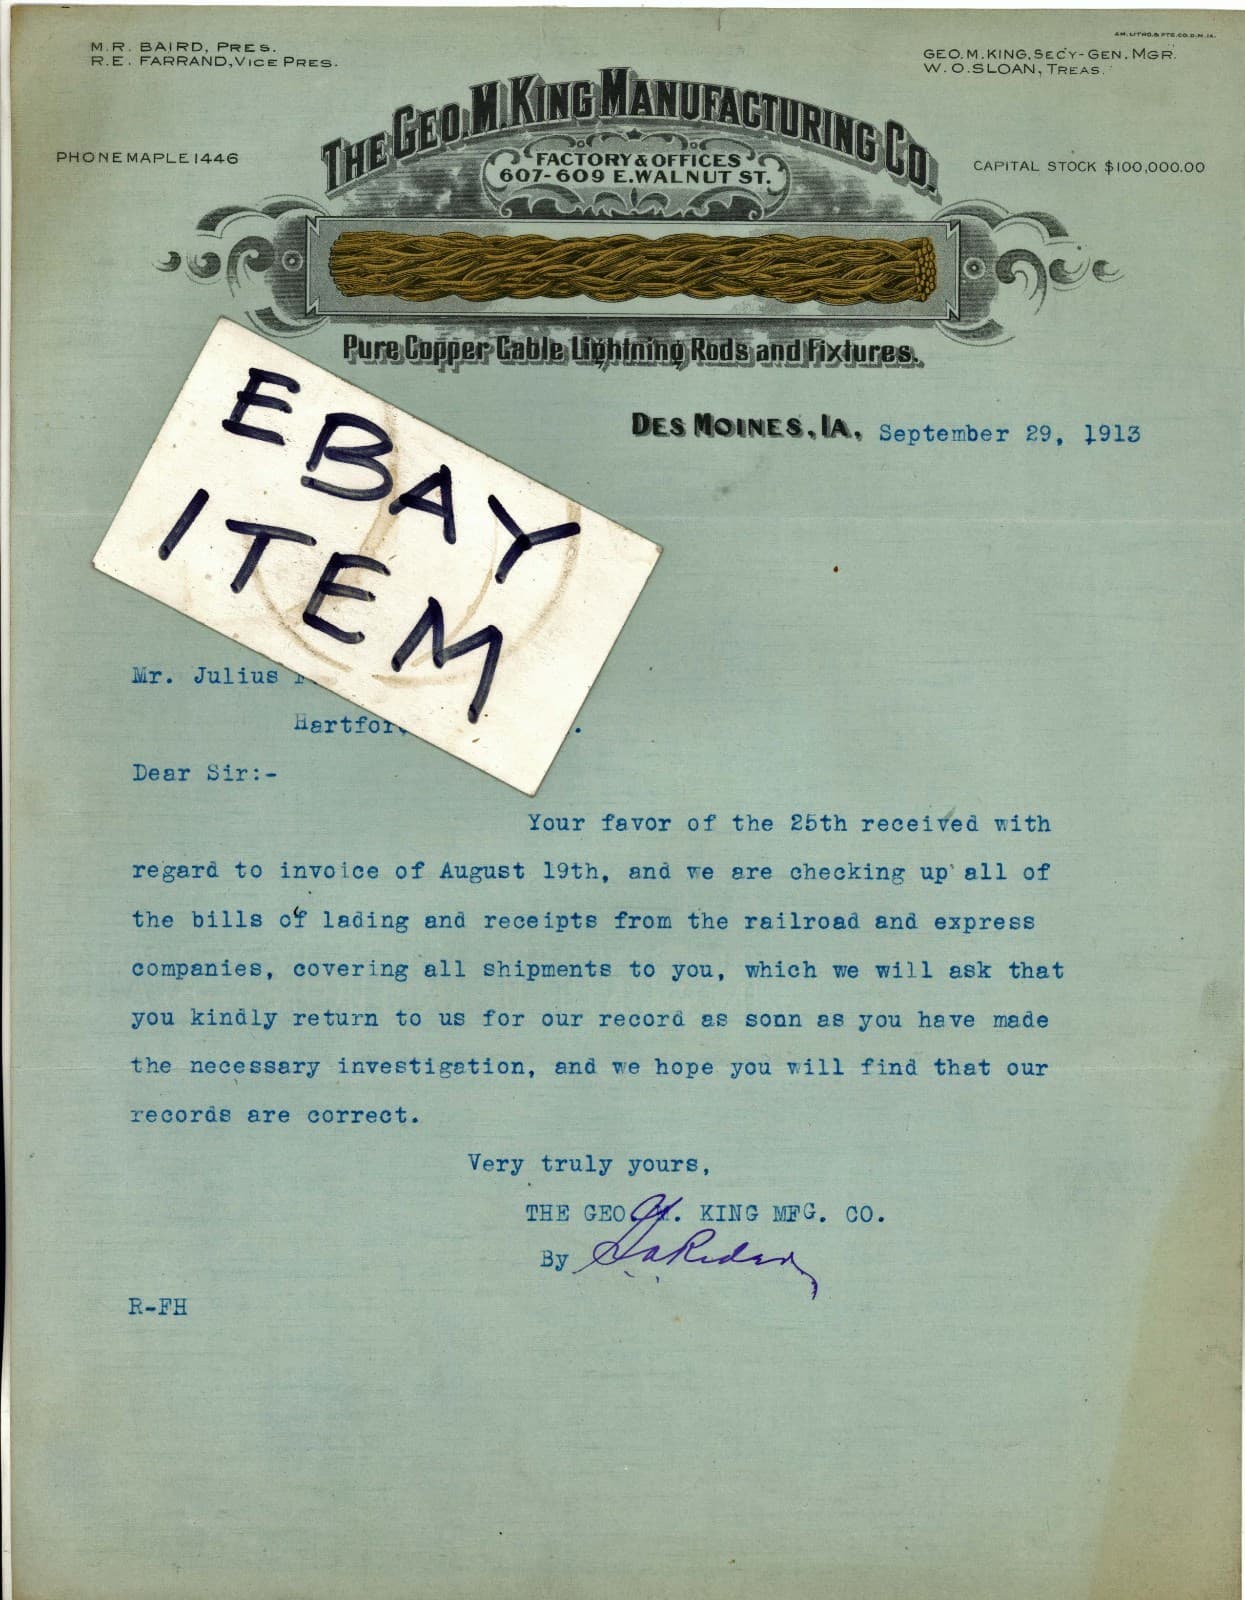 AM. LITHO. & PTG. CO. D. M. IA.
M. R. BAIRD, PRES.
R. E. FARRAND, VICE PRES.
GEO. M. KING, SECY-GEN. MGR.
W. O. SLOAN, TREAS.
THE GEO. M. KING MANUFACTURING CO.
PHONE MAPLE 1446
FACTORY & OFFICES
607-609 E. WALNUT ST.
CAPITAL STOCK $100,000.00
Pure Copper Cable Lightning Rods and Fixtures.
DES MOINES, IA, September 29, 1913
EBAY
ITEM
Mr. Julius
Hartfor
Dear Sir:-
Your favor of the 25th received with
regard to invoice of August 19th, and we are checking up all of
the bills of lading and receipts from the railroad and express
companies, covering all shipments to you, which we will ask that
you kindly return to us for our record as soon as you have made
the necessary investigation, and we hope you will find that our
records are correct.
Very truly yours,
THE GEO. M. KING MFG. CO.
By
R-FH